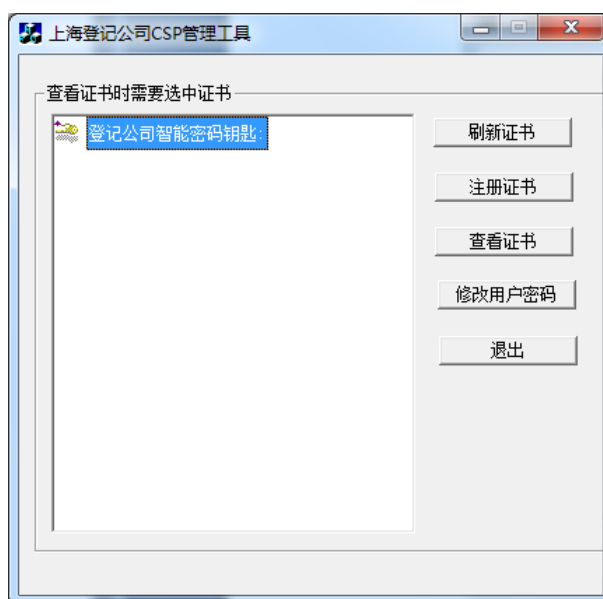 上海登记公司CSP管理工具
查看证书时需要选中证书
登记公司智能密码钥匙:
刷新证书
注册证书
查看证书
修改用户密码
退出